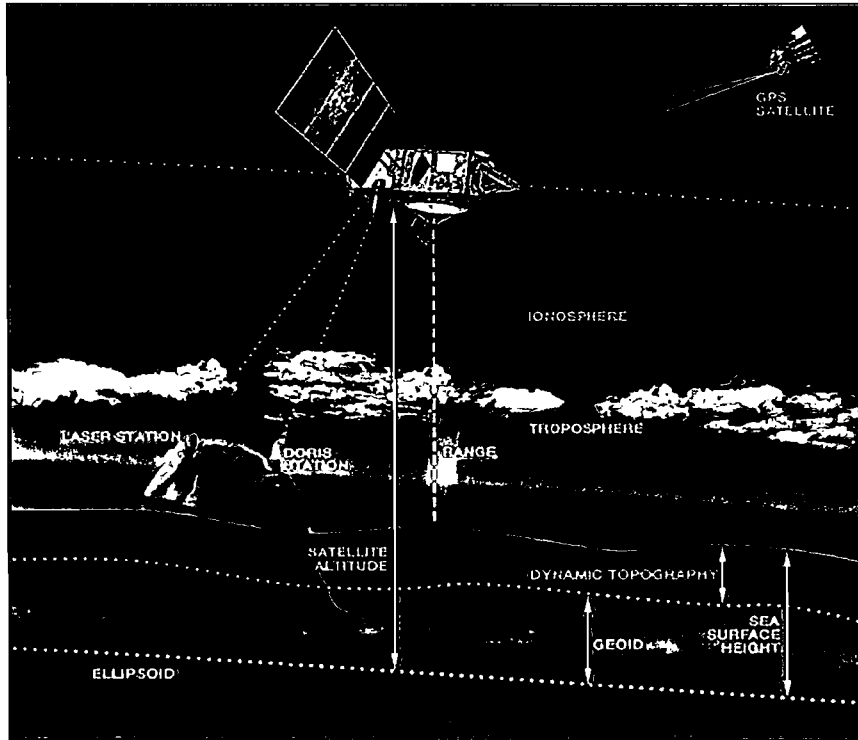 GPS
SATELLITE
IONOSPHERE
LASER STATION
TROPOSPHERE
DORIS
STATION
RANGE
SATELLITE
ALTITUDE
DYNAMIC TOPOGRAPHY
SEA
SURFACE
HEIGHT
GEOID
ELLIPSOID